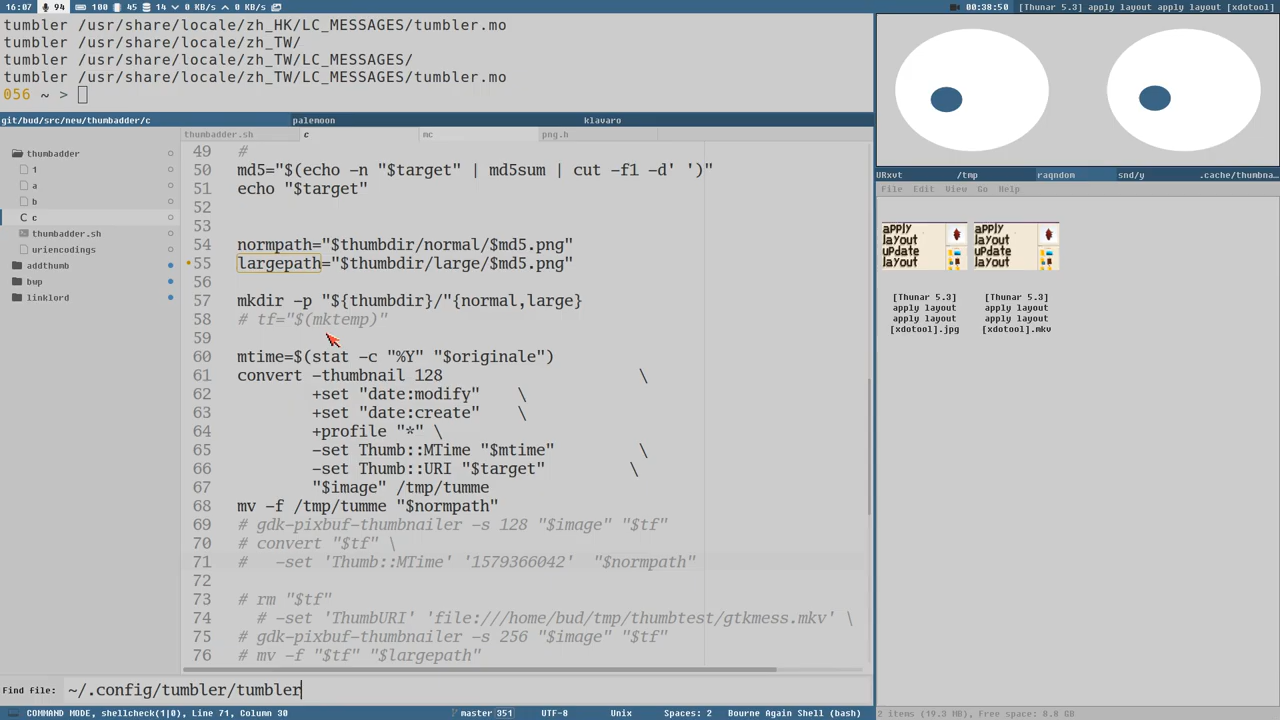 16:07 94 100 45 14 0 KB/s 0 KB/s 00:38:50 [Thunar 5.3] apply layout apply layout [xdotool]
tumbler /usr/share/locale/zh_HK/LC_MESSAGES/tumbler.mo
tumbler /usr/share/locale/zh_TW/
tumbler /usr/share/locale/zh_TW/LC_MESSAGES/
tumbler /usr/share/locale/zh_TW/LC_MESSAGES/tumbler.mo
056 ~ >
git/bud/src/new/thumbadder/c palemoon klavaro
thumbadder.sh c mc png.h
thumbadder
1
a
b
C c
thumbadder.sh
uriencodings
addthumb
bup
linklord
49 #
50 md5="$(echo -n "$target" | md5sum | cut -f1 -d' ')"
51 echo "$target"
52
53
54 normpath="$thumbdir/normal/$md5.png"
55 largepath="$thumbdir/large/$md5.png"
56
57 mkdir -p "${thumbdir}/"{normal,large}
58 # tf="$(mktemp)"
59
60 mtime=$(stat -c "%Y" "$originale")
61 convert -thumbnail 128 \
62 +set "date:modify" \
63 +set "date:create" \
64 +profile "*" \
65 -set Thumb::MTime "$mtime" \
66 -set Thumb::URI "$target" \
67 "$image" /tmp/tumme
68 mv -f /tmp/tumme "$normpath"
69 # gdk-pixbuf-thumbnailer -s 128 "$image" "$tf"
70 # convert "$tf" \
71 #   -set 'Thumb::MTime' '1579366042'  "$normpath"
72
73 # rm "$tf"
74 # -set 'ThumbURI' 'file:///home/bud/tmp/thumbtest/gtkmess.mkv' \
75 # gdk-pixbuf-thumbnailer -s 256 "$image" "$tf"
76 # mv -f "$tf" "$largepath"
Find file: ~/.config/tumbler/tumbler
COMMAND MODE, shellcheck(1|0), Line 71, Column 30 master 351 UTF-8 Unix Spaces: 2 Bourne Again Shell (bash)
URxvt /tmp raqndom snd/y .cache/thumbna...
File Edit View Go Help
apply layout update layout
apply layout update layout
[Thunar 5.3] apply layout apply layout [xdotool].jpg
[Thunar 5.3] apply layout apply layout [xdotool].mkv
2 items (19.3 MB), Free space: 8.8 GB